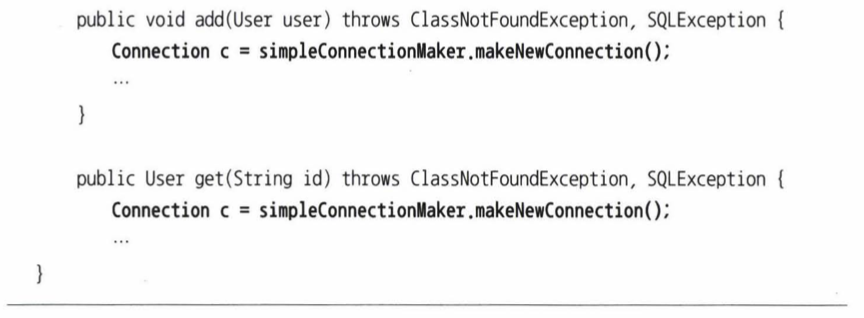 public void add(User user) throws ClassNotFoundException, SQLException {
Connection c = simpleConnectionMaker.makeNewConnection();
...
}
public User get(String id) throws ClassNotFoundException, SQLException {
Connection c = simpleConnectionMaker.makeNewConnection();
...
}